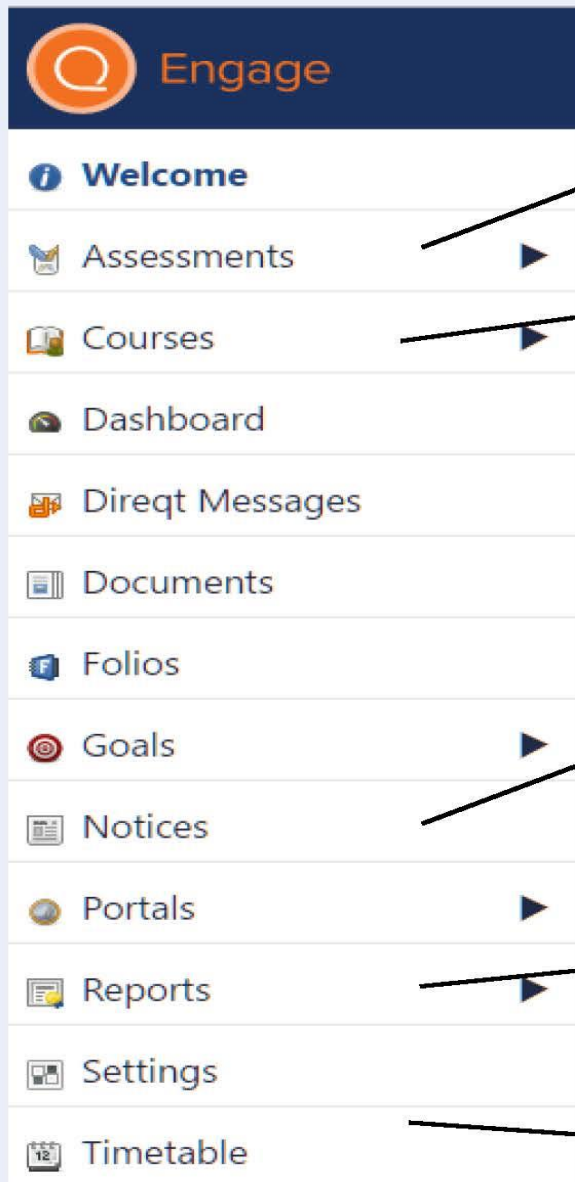 Engage
Welcome
Assessments
Courses
Dashboard
Direqt Messages
Documents
Folios
Goals
Notices
Portals
Reports
Settings
Timetable